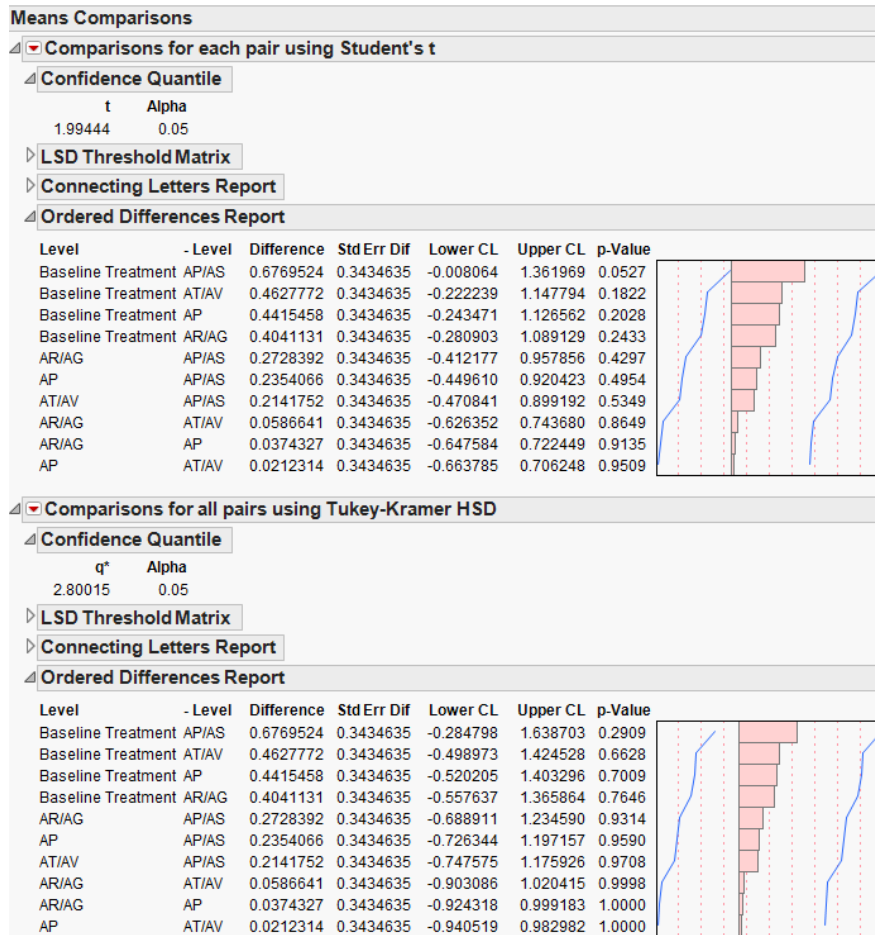 Means Comparisons
Comparisons for each pair using Student's t
Confidence Quantile
t Alpha
1.99444 0.05
LSD Threshold Matrix
Connecting Letters Report
Ordered Differences Report
Level - Level Difference Std Err Dif Lower CL Upper CL p-Value
Baseline Treatment AP/AS 0.6769524 0.3434635 -0.008064 1.361969 0.0527
Baseline Treatment AT/AV 0.4627772 0.3434635 -0.222239 1.147794 0.1822
Baseline Treatment AP 0.4415458 0.3434635 -0.243471 1.126562 0.2028
Baseline Treatment AR/AG 0.4041131 0.3434635 -0.280903 1.089129 0.2433
AR/AG AP/AS 0.2728392 0.3434635 -0.412177 0.957856 0.4297
AP AP/AS 0.2354066 0.3434635 -0.449610 0.920423 0.4954
AT/AV AP/AS 0.2141752 0.3434635 -0.470841 0.899192 0.5349
AR/AG AT/AV 0.0586641 0.3434635 -0.626352 0.743680 0.8649
AR/AG AP 0.0374327 0.3434635 -0.647584 0.722449 0.9135
AP AT/AV 0.0212314 0.3434635 -0.663785 0.706248 0.9509
Comparisons for all pairs using Tukey-Kramer HSD
Confidence Quantile
q* Alpha
2.80015 0.05
LSD Threshold Matrix
Connecting Letters Report
Ordered Differences Report
Level - Level Difference Std Err Dif Lower CL Upper CL p-Value
Baseline Treatment AP/AS 0.6769524 0.3434635 -0.284798 1.638703 0.2909
Baseline Treatment AT/AV 0.4627772 0.3434635 -0.498973 1.424528 0.6628
Baseline Treatment AP 0.4415458 0.3434635 -0.520205 1.403296 0.7009
Baseline Treatment AR/AG 0.4041131 0.3434635 -0.557637 1.365864 0.7646
AR/AG AP/AS 0.2728392 0.3434635 -0.688911 1.234590 0.9314
AP AP/AS 0.2354066 0.3434635 -0.726344 1.197157 0.9590
AT/AV AP/AS 0.2141752 0.3434635 -0.747575 1.175926 0.9708
AR/AG AT/AV 0.0586641 0.3434635 -0.903086 1.020415 0.9998
AR/AG AP 0.0374327 0.3434635 -0.924318 0.999183 1.0000
AP AT/AV 0.0212314 0.3434635 -0.940519 0.982982 1.0000